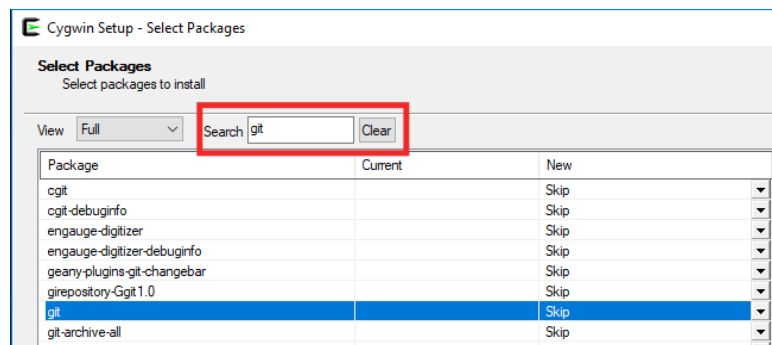 Cygwin Setup - Select Packages
Select Packages
Select packages to install
View Full Search git Clear
Package Current New
cgit Skip
cgit-debuginfo Skip
engauge-digitizer Skip
engauge-digitizer-debuginfo Skip
geany-plugins-git-changebar Skip
girepository-Ggit1.0 Skip
git Skip
git-archive-all Skip